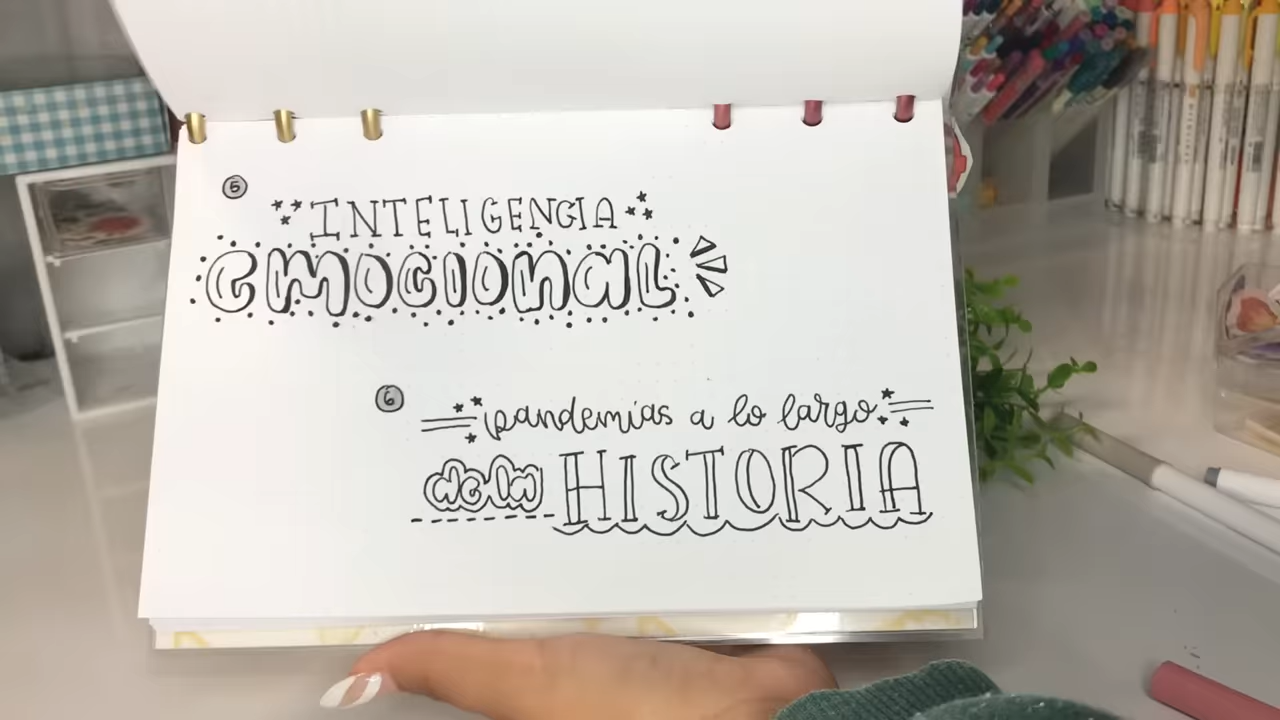 5
INTELIGENCIA
EMOCIONAL
6
pandemias a lo largo
de la HISTORIA